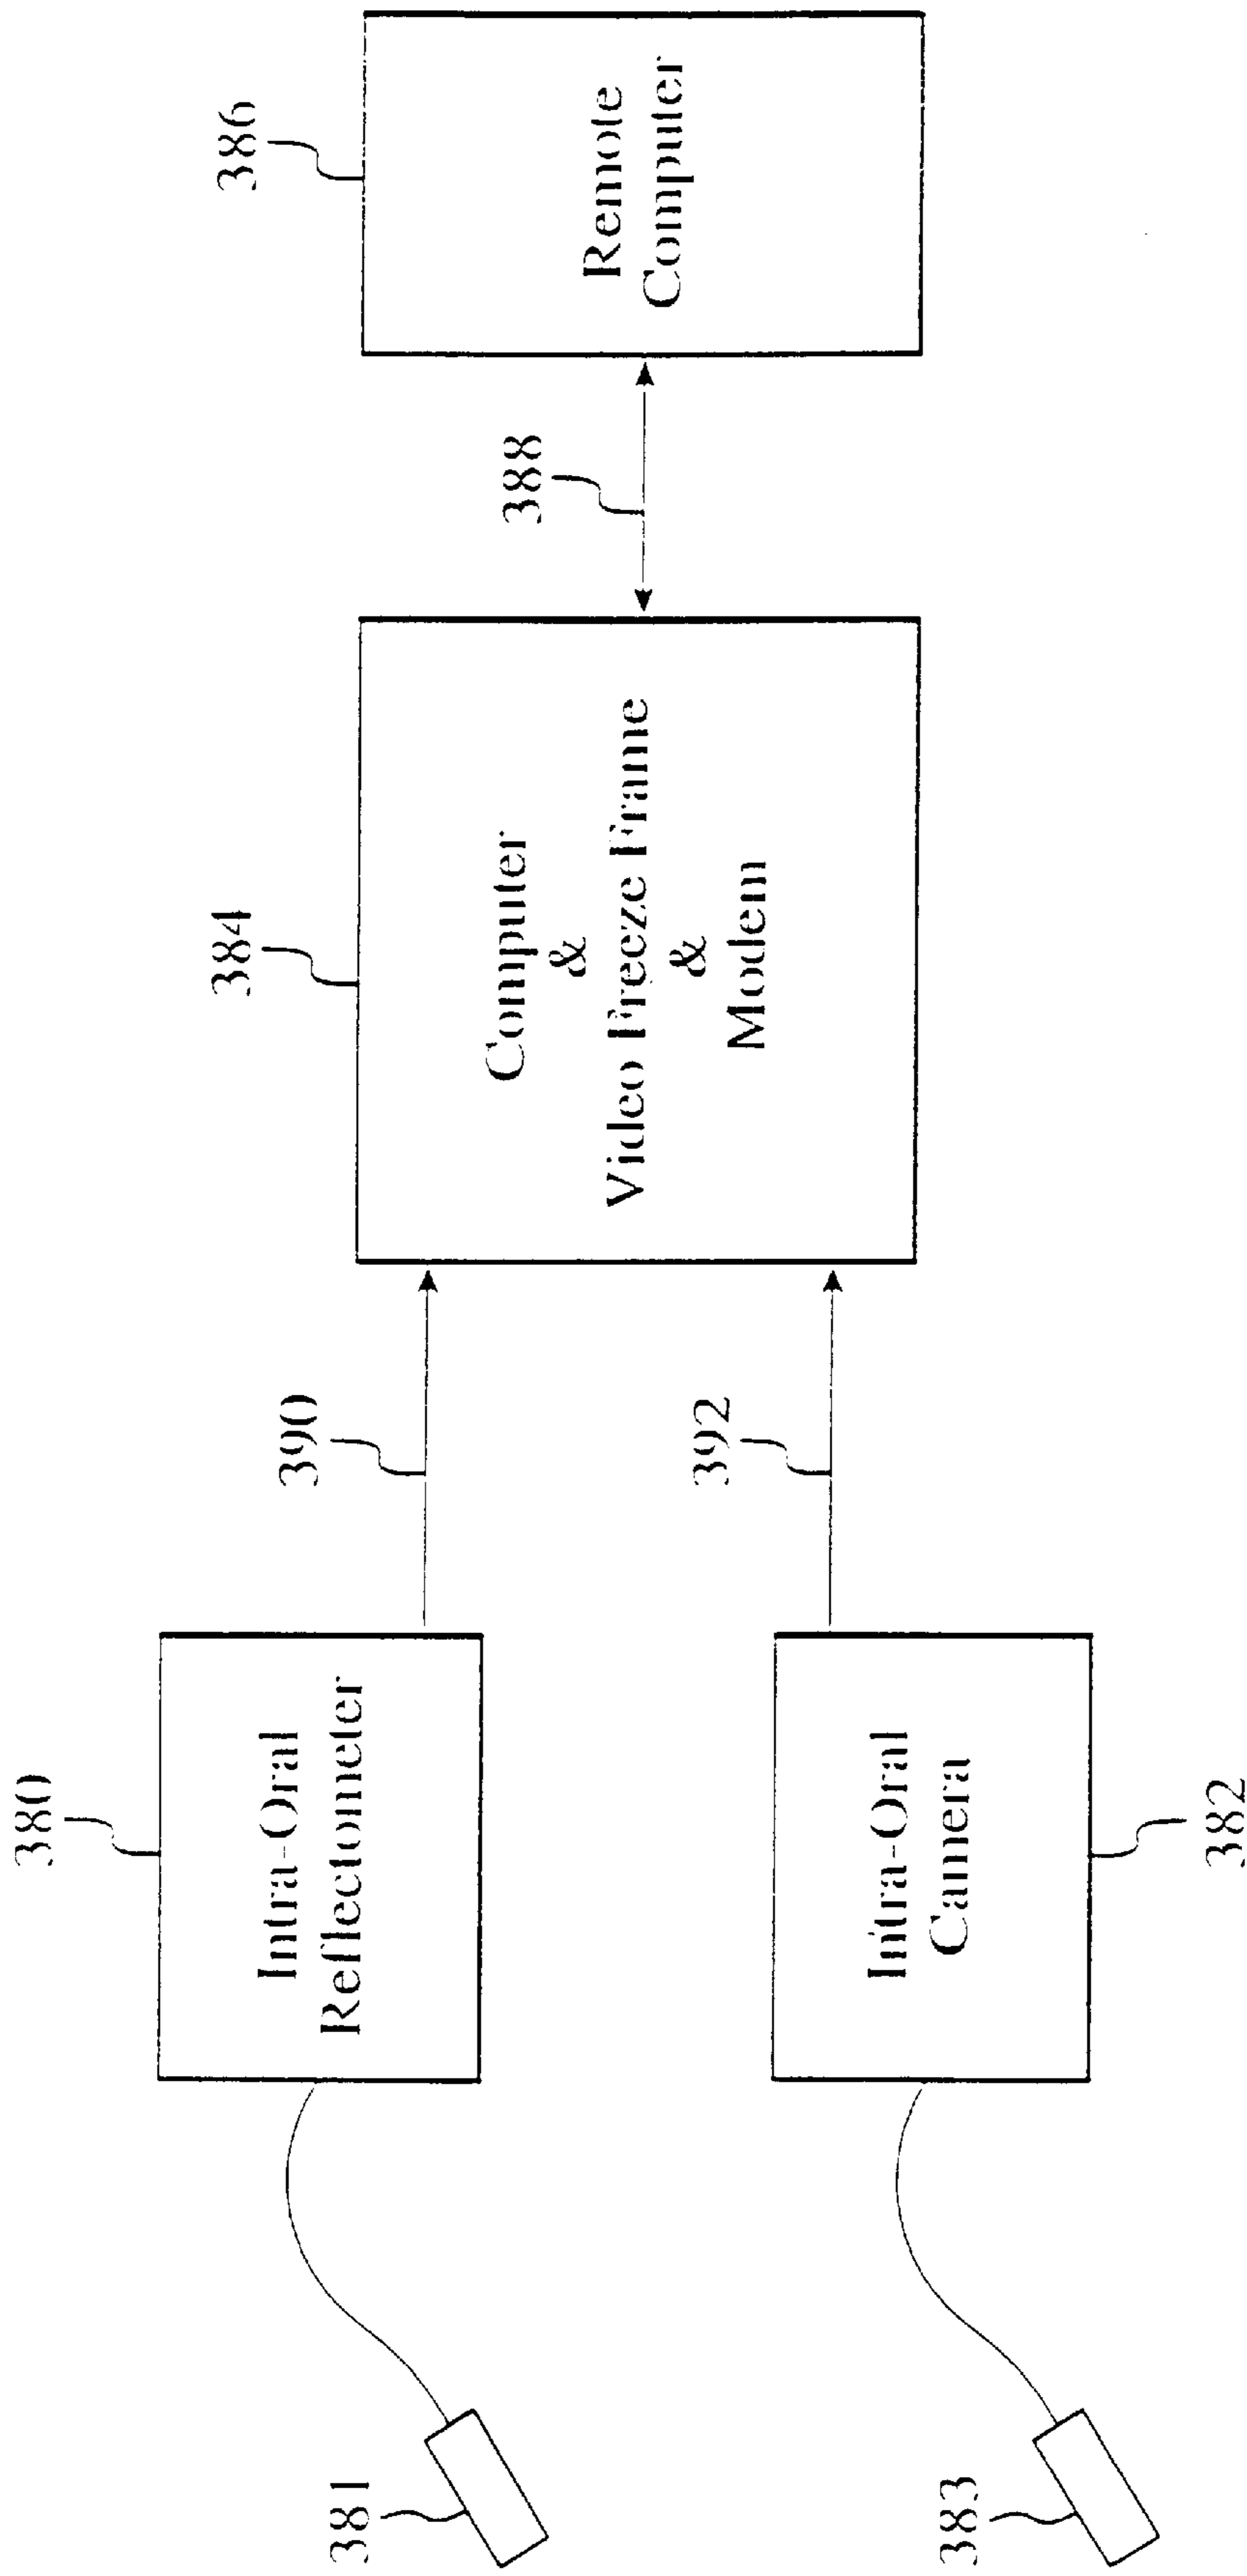 380
Intra-Oral
Reflectometer
381
390
384
Computer
&
Video Freeze Frame
&
Modem
388
386
Remote
Computer
392
Intra-Oral
Camera
382
383